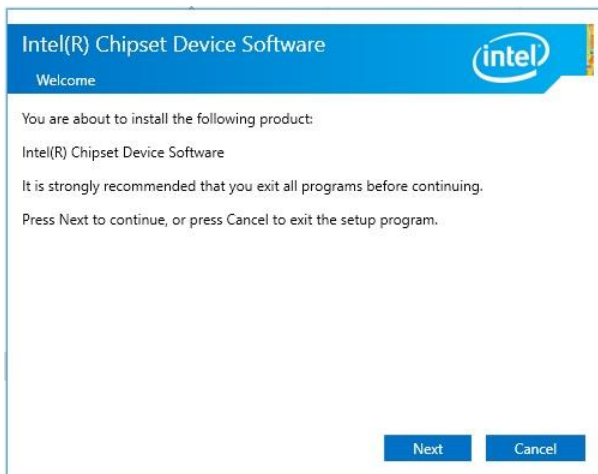 Intel(R) Chipset Device Software
intel
Welcome
You are about to install the following product:
Intel(R) Chipset Device Software
It is strongly recommended that you exit all programs before continuing.
Press Next to continue, or press Cancel to exit the setup program.
Next
Cancel